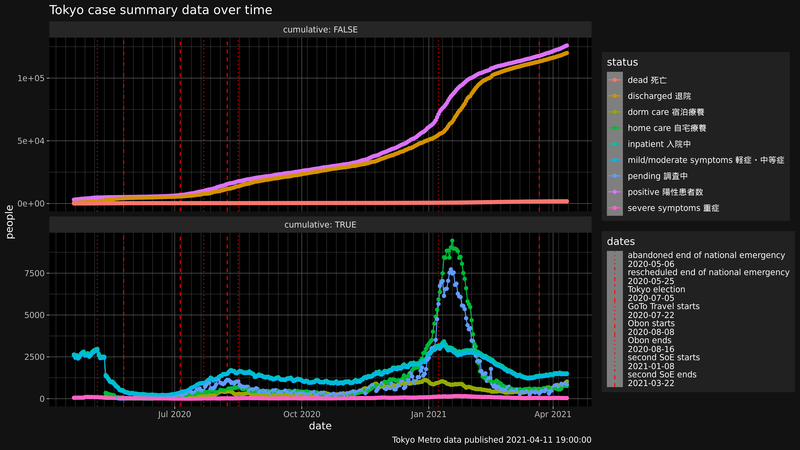 Tokyo case summary data over time
cumulative: FALSE
1e+05
5e+04
0e+00
cumulative: TRUE
7500
5000
2500
0
people
Jul 2020
Oct 2020
Jan 2021
Apr 2021
date
status
dead 死亡
discharged 退院
dorm care 宿泊療養
home care 自宅療養
inpatient 入院中
mild/moderate symptoms 軽症・中等症
pending 調査中
positive 陽性患者数
severe symptoms 重症
dates
abandoned end of national emergency
2020-05-06
rescheduled end of national emergency
2020-05-25
Tokyo election
2020-07-05
GoTo Travel starts
2020-07-22
Obon starts
2020-08-08
Obon ends
2020-08-16
second SoE starts
2021-01-08
second SoE ends
2021-03-22
Tokyo Metro data published 2021-04-11 19:00:00